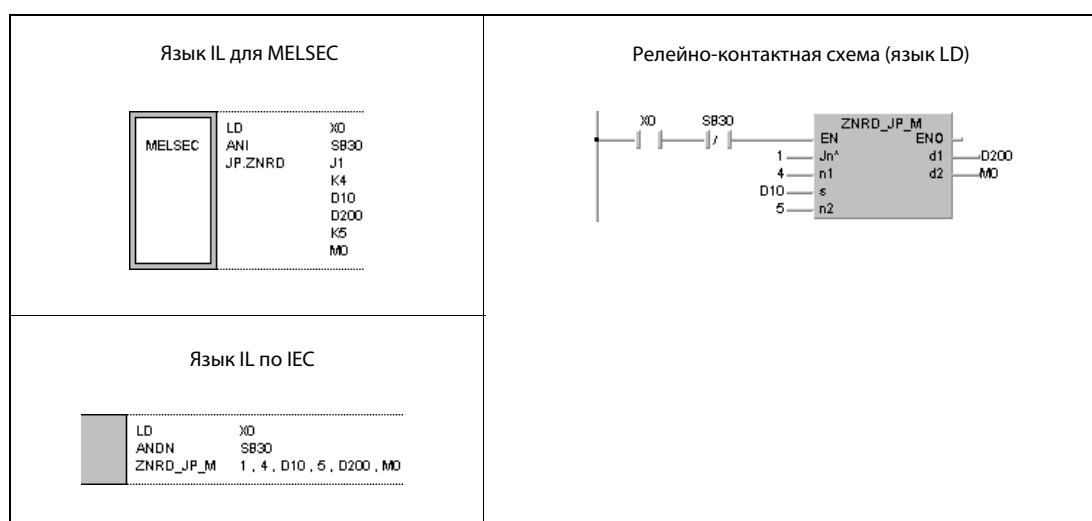 Язык IL для MELSEC
MELSEC
LD X0
ANI SB30
JP.ZNRD J1
K4
D10
D200
K5
M0
Релейно-контактная схема (язык LD)
X0 SB30
ZNRD_JP_M
EN ENO
1 Jn* d1 D200
4 n1 d2 M0
D10 s
5 n2
Язык IL по IEC
LD X0
ANDN SB30
ZNRD_JP_M 1 , 4 , D10 , 5 , D200 , M0